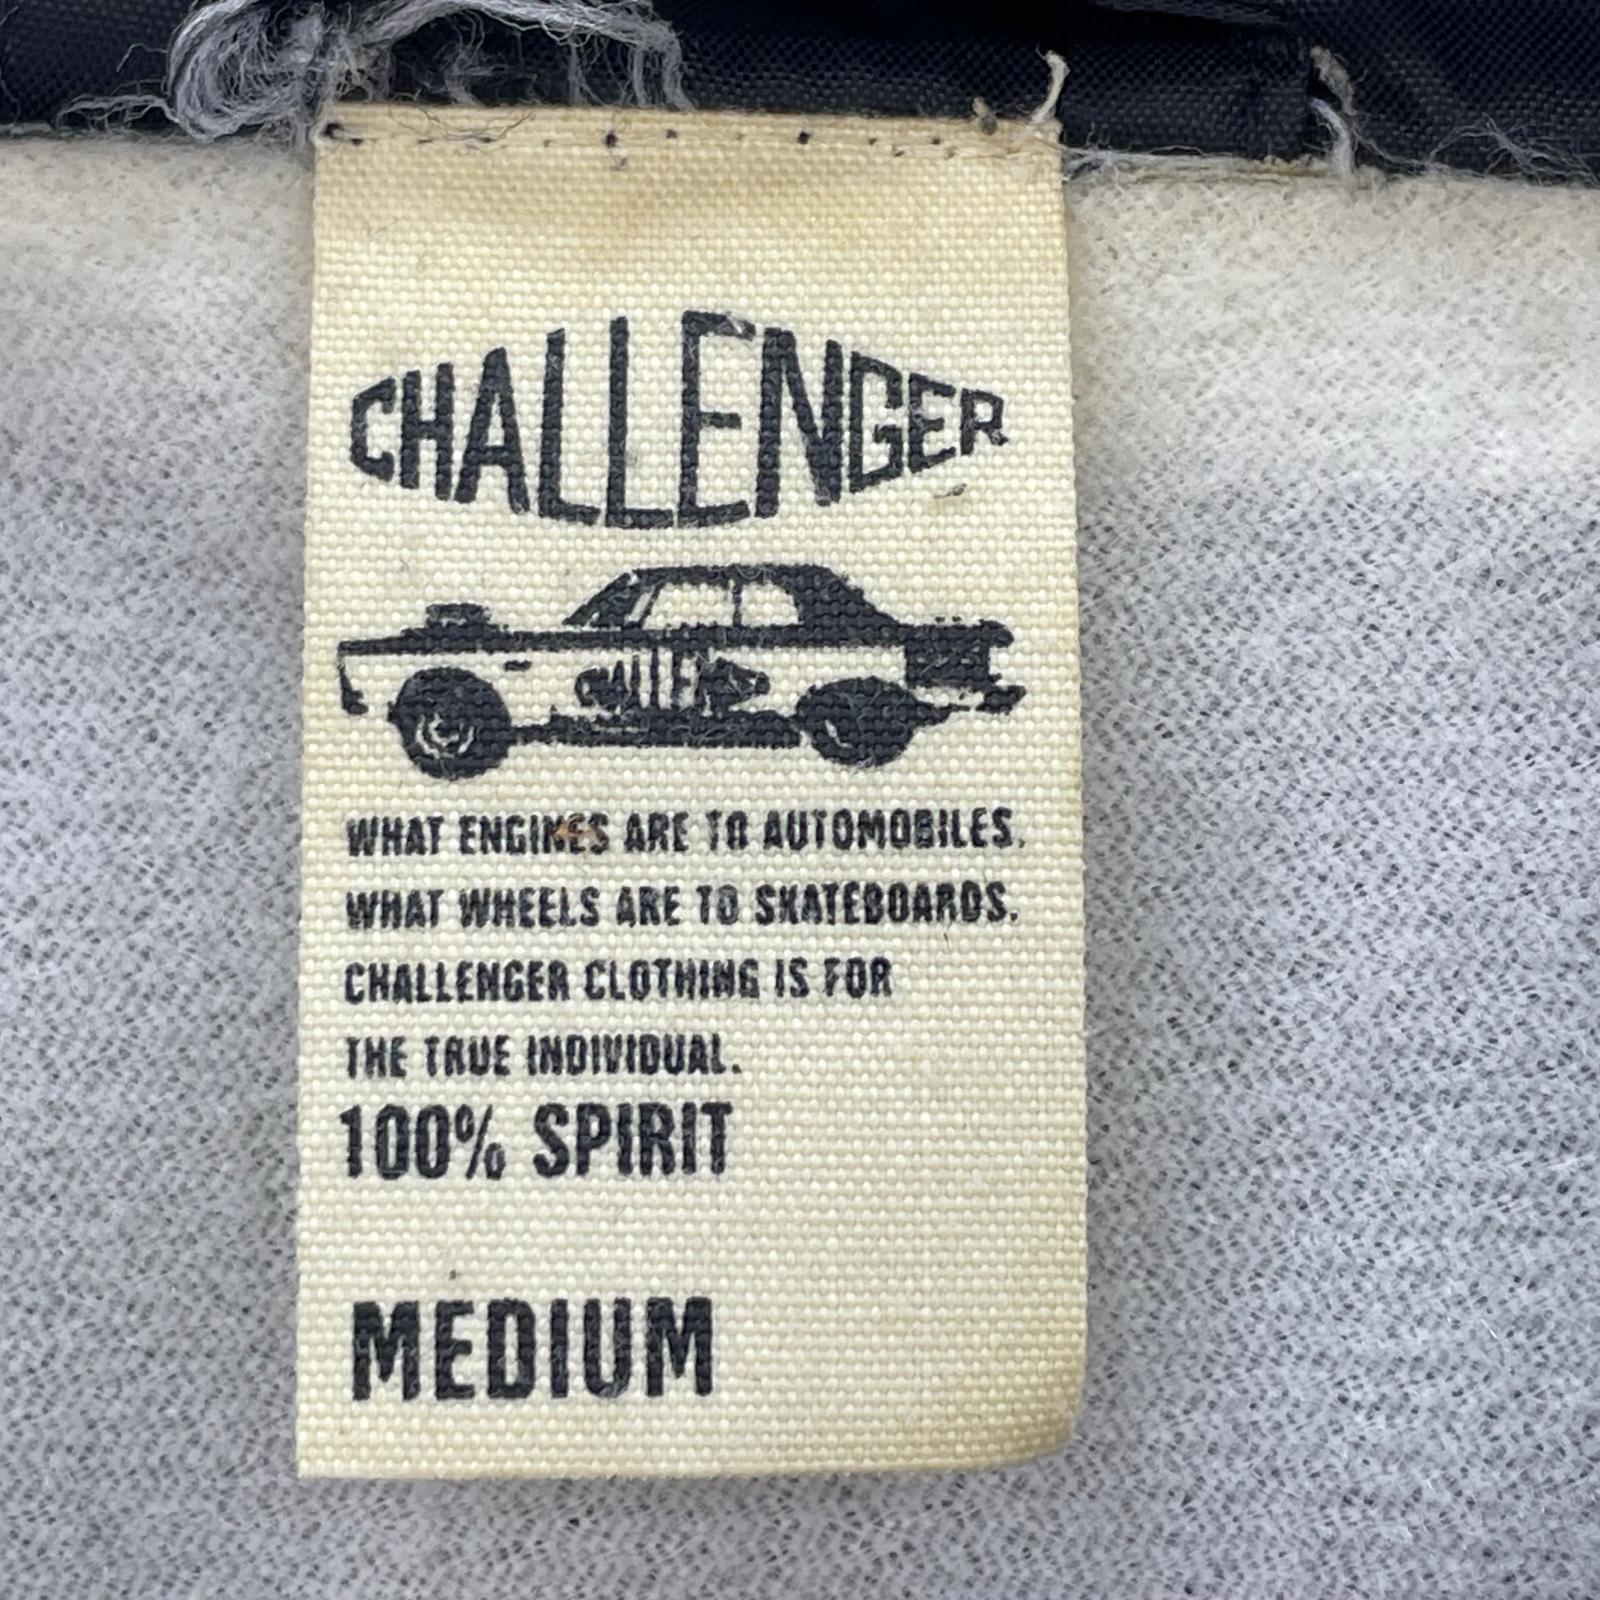 CHALLENGER
CHALLENGER
WHAT ENGINES ARE TO AUTOMOBILES.
WHAT WHEELS ARE TO SKATEBOARDS.
CHALLENGER CLOTHING IS FOR
THE TRUE INDIVIDUAL.
100% SPIRIT
MEDIUM